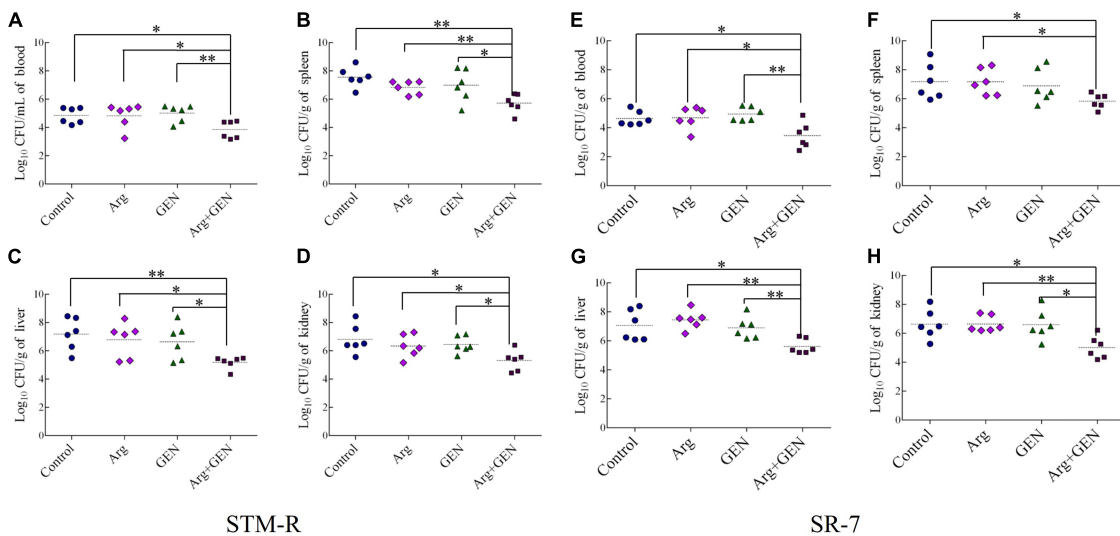 A
Log10 CFU/mL of blood
10
8
6
4
2
0
*
*
**
Control
Arg
GEN
Arg+GEN
B
Log10 CFU/g of spleen
10
8
6
4
2
0
**
**
*
Control
Arg
GEN
Arg+GEN
C
Log10 CFU/g of liver
10
8
6
4
2
0
**
*
*
Control
Arg
GEN
Arg+GEN
D
Log10 CFU/g of kidney
10
8
6
4
2
0
*
*
*
Control
Arg
GEN
Arg+GEN
STM-R
E
Log10 CFU/g of blood
10
8
6
4
2
0
*
*
**
Control
Arg
GEN
Arg+GEN
F
Log10 CFU/g of spleen
10
8
6
4
2
0
*
*
Control
Arg
GEN
Arg+GEN
G
Log10 CFU/g of liver
10
8
6
4
2
0
*
**
**
Control
Arg
GEN
Arg+GEN
H
Log10 CFU/g of kidney
10
8
6
4
2
0
*
**
*
Control
Arg
GEN
Arg+GEN
SR-7